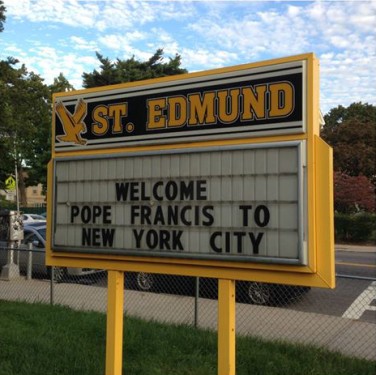 ST. EDMUND
WELCOME
POPE FRANCIS TO
NEW YORK CITY